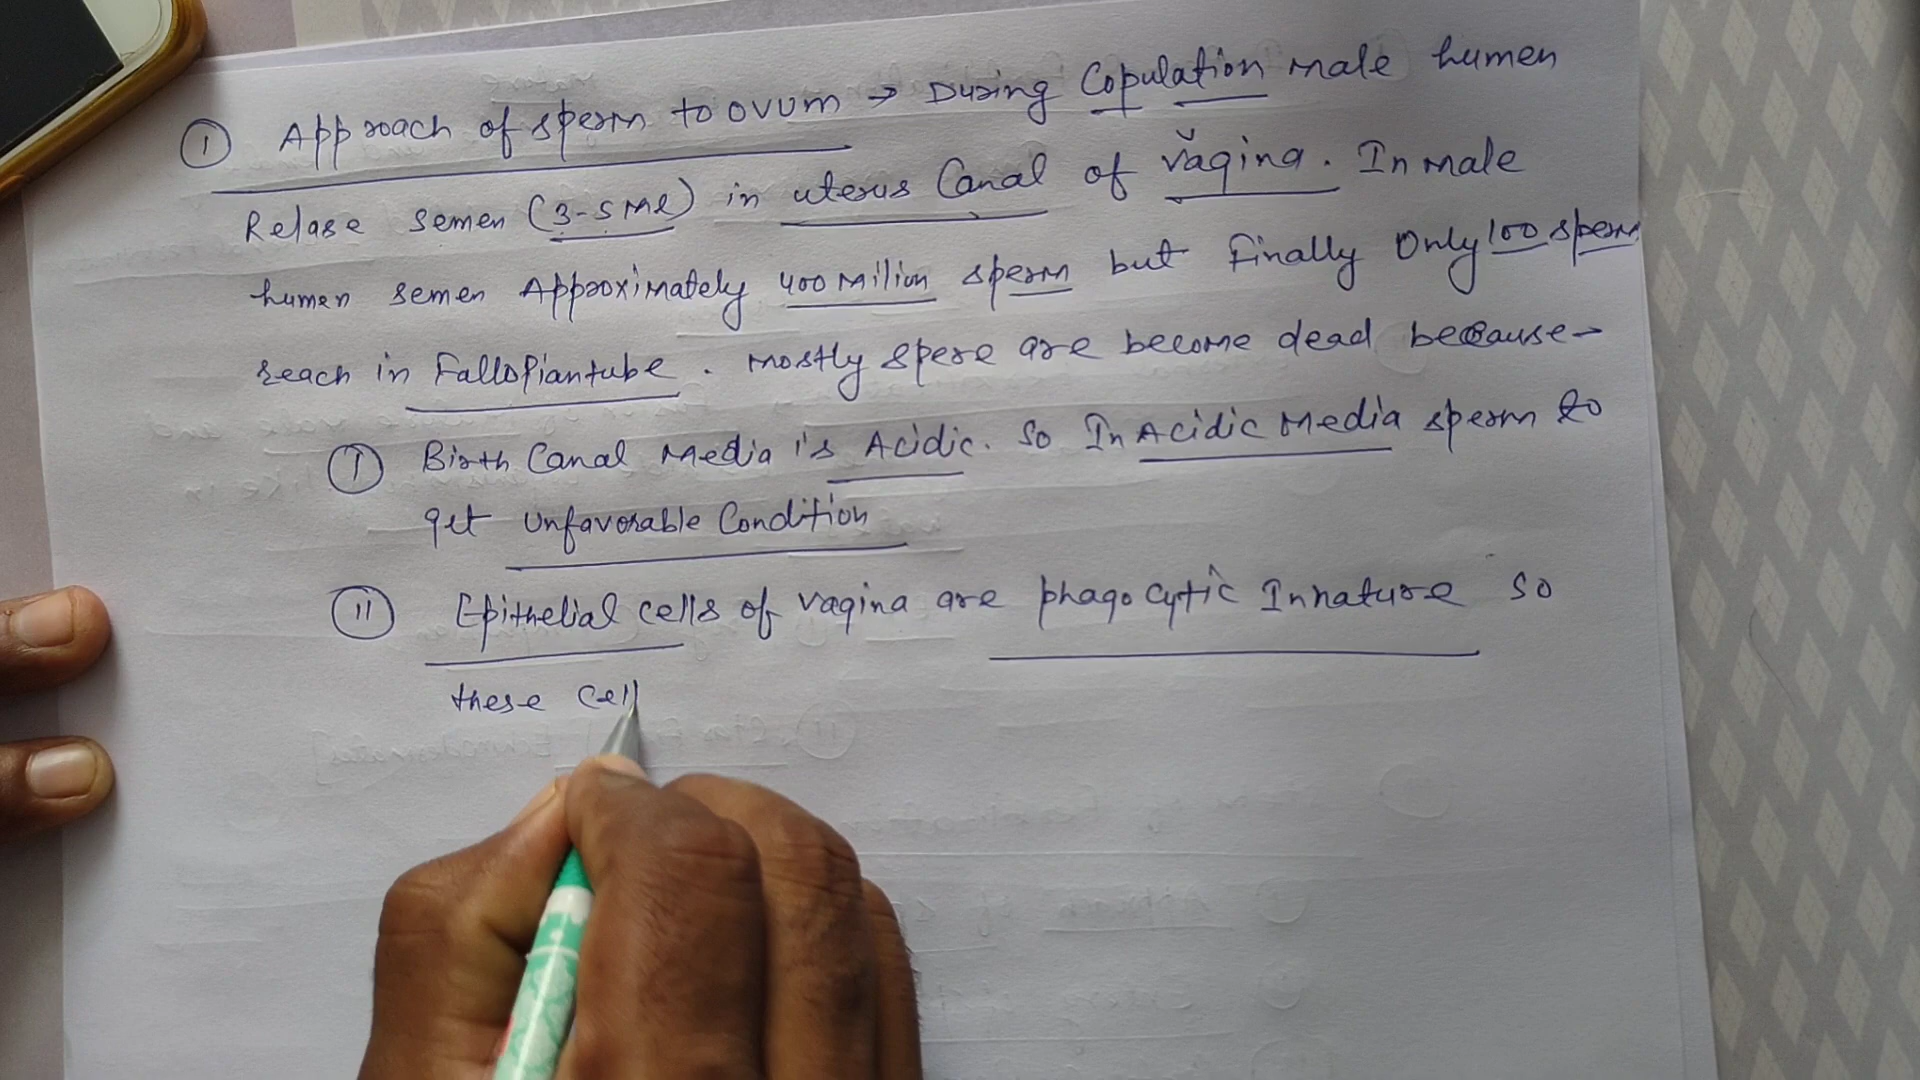 ① Approach of sperm to ovum → During Copulation male humen
Relase semen (3-5 ml) in uterus Canal of vagina. In male
humen semen Approximately 400 Milion sperm but finally Only 100 sperm
reach in Fallopiantube. mostly spere are become dead because→
Ⓘ Birth Canal Media is Acidic. So In Acidic Media sperm to
get unfavorable Condition
ⓘⓘ Epithelial cells of vagina are phagocytic Innature so
these cell